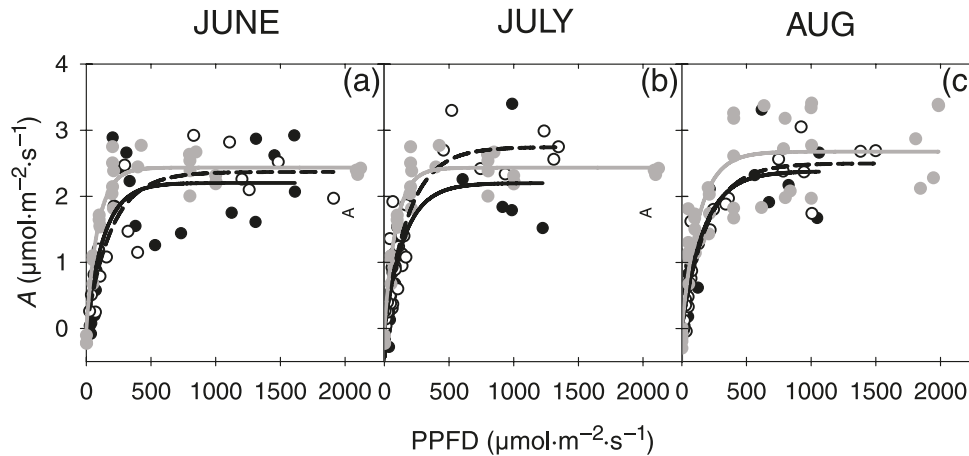 JUNE JULY AUG
(a) (b) (c)
4
3
2
1
0
A (μmol·m⁻²·s⁻¹)
A A
0 500 1000 1500 2000 0 500 1000 1500 2000 0 500 1000 1500 2000
PPFD (μmol·m⁻²·s⁻¹)